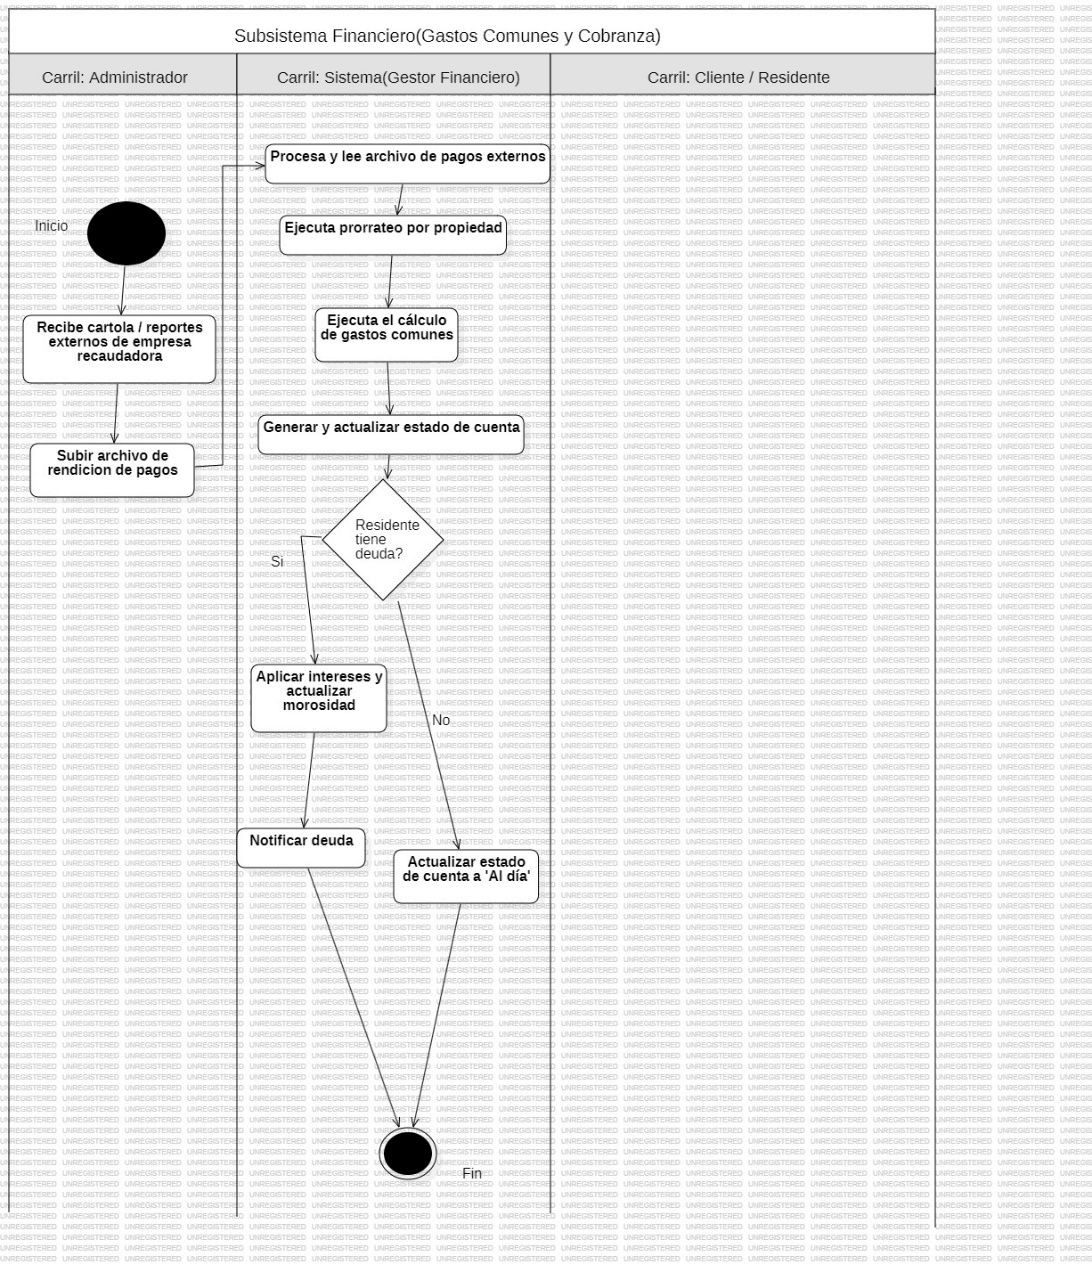 Subsistema Financiero(Gastos Comunes y Cobranza)
Carril: Administrador
Carril: Sistema(Gestor Financiero)
Carril: Cliente / Residente
Procesa y lee archivo de pagos externos
Inicio
Ejecuta prorrateo por propiedad
Recibe cartola / reportes
externos de empresa
recaudadora
Ejecuta el cálculo
de gastos comunes
Subir archivo de
rendicion de pagos
Generar y actualizar estado de cuenta
Residente
tiene
deuda?
Si
Aplicar intereses y
actualizar
morosidad
No
Notificar deuda
Actualizar estado
de cuenta a 'Al día'
Fin
UNREGISTERED